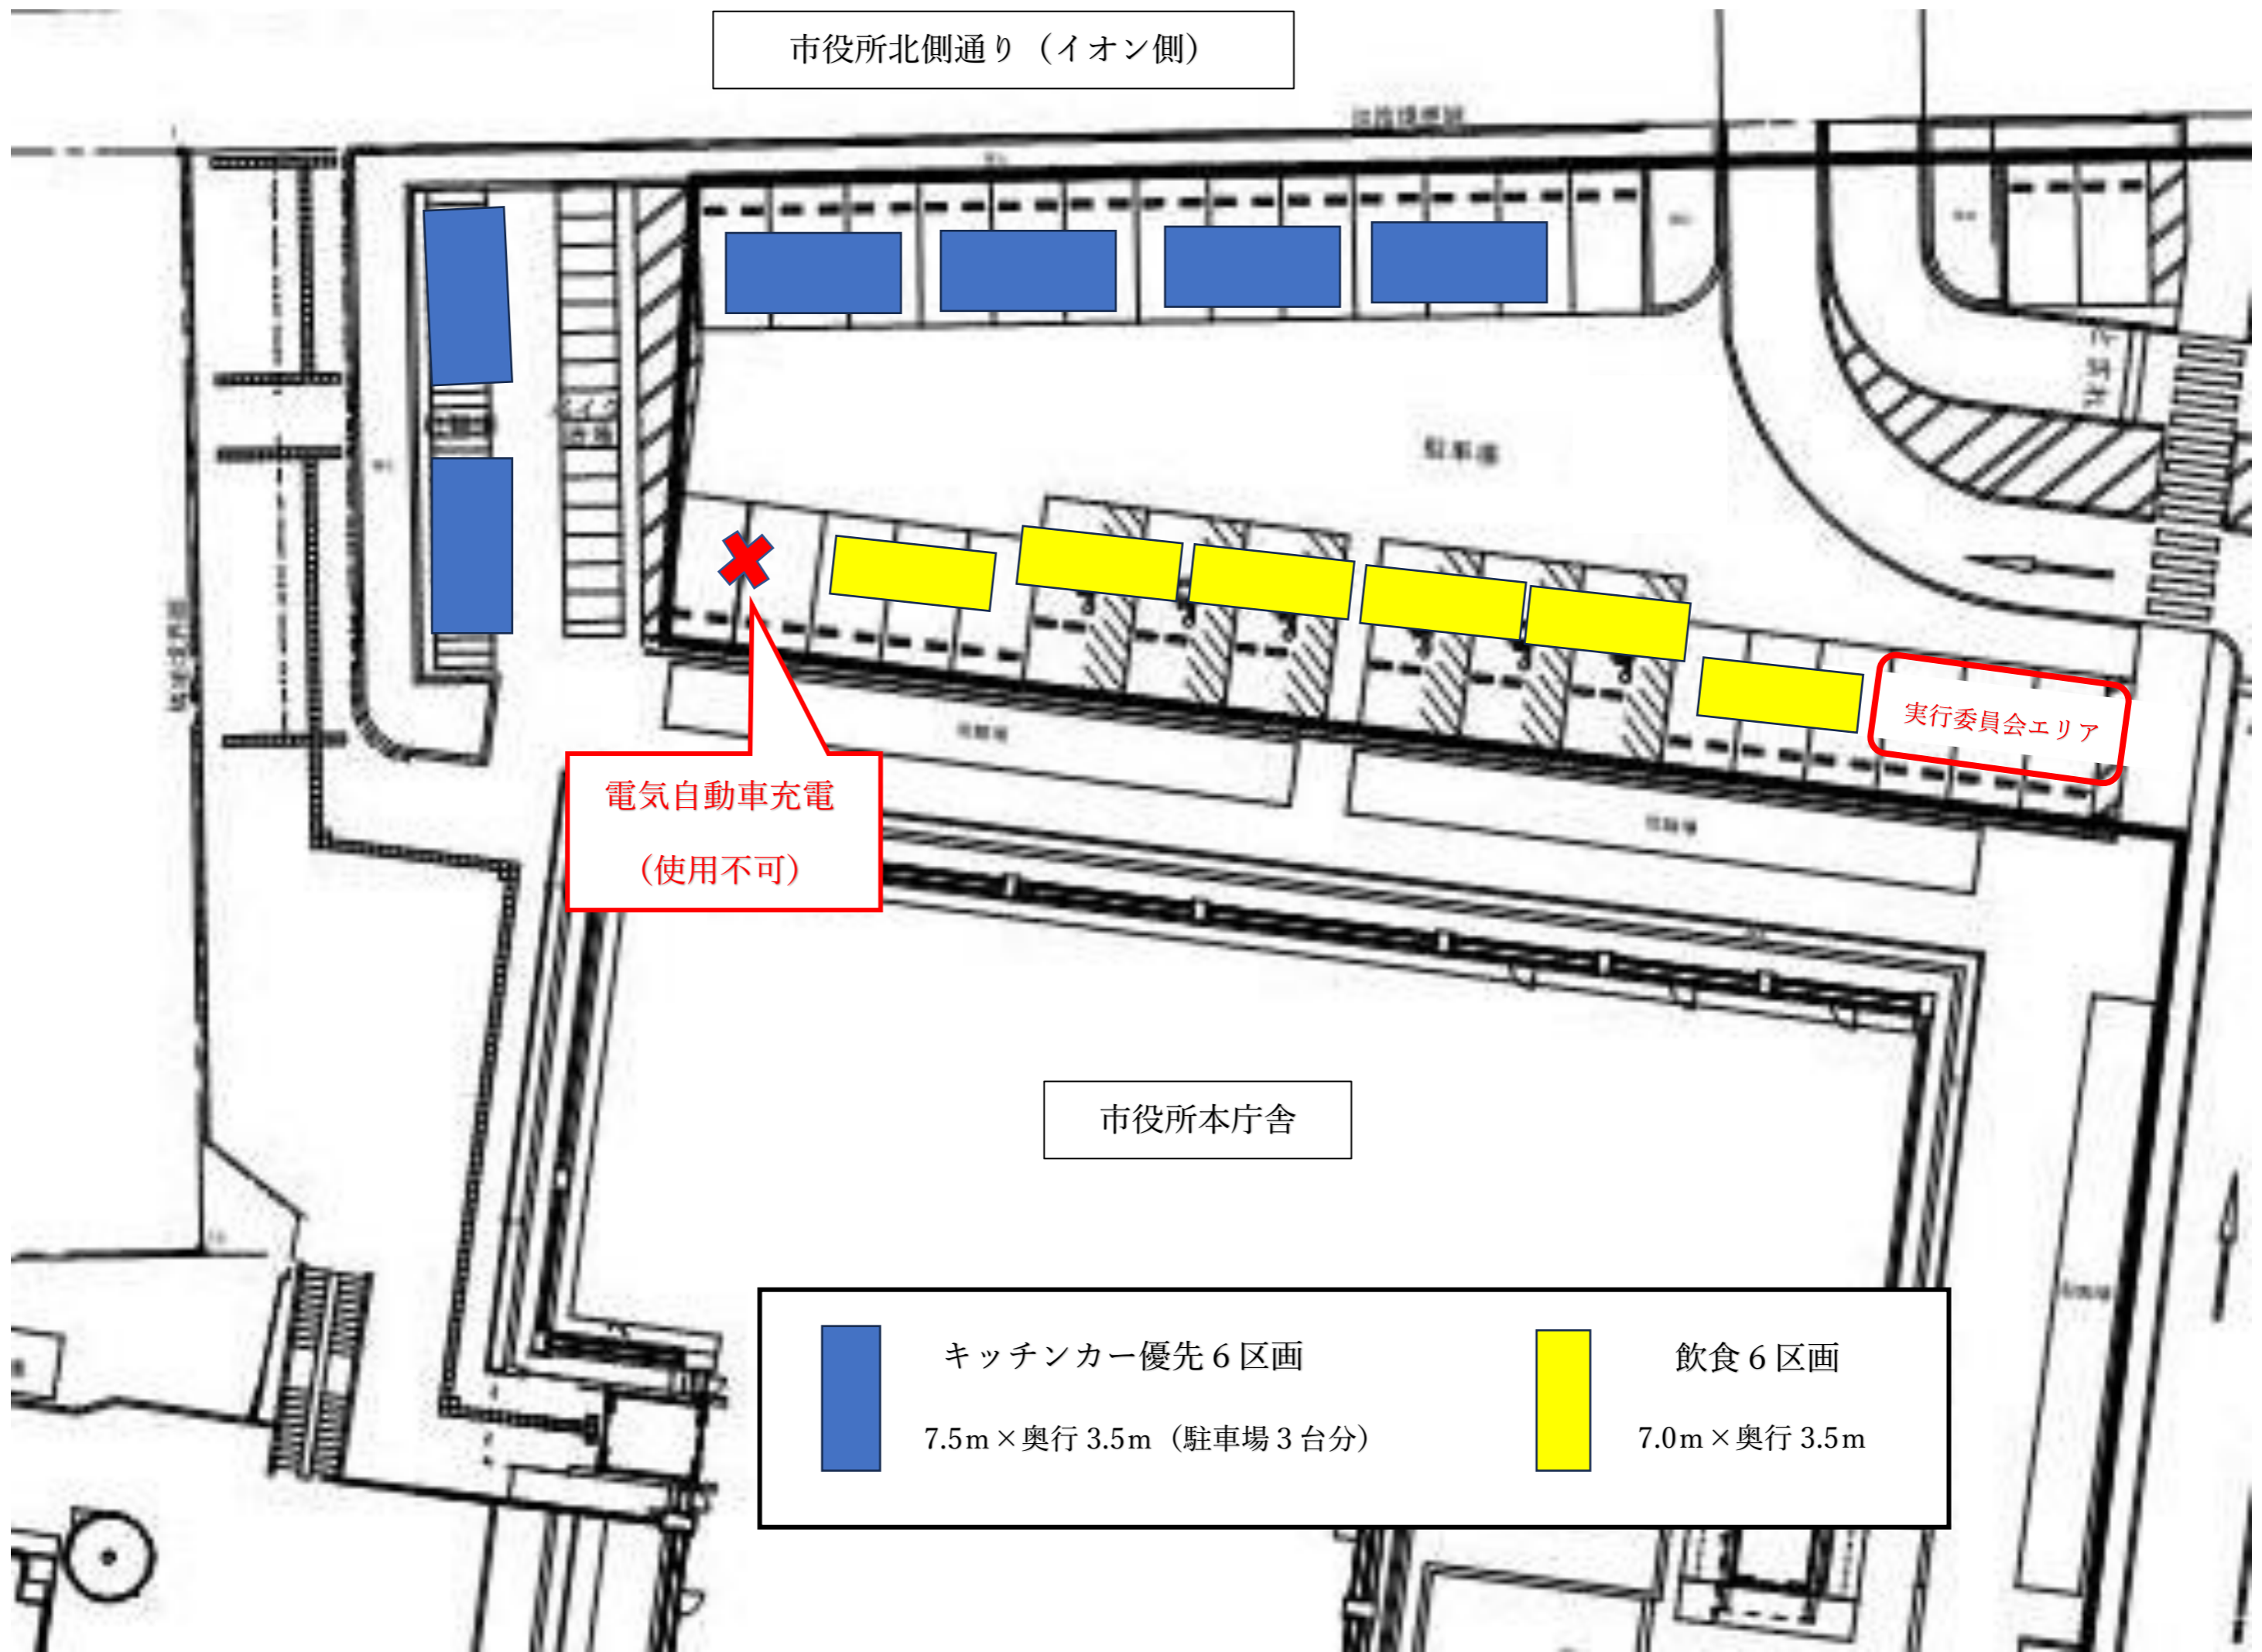 市役所北側通り（イオン側）
駐車場
電気自動車充電
（使用不可）
実行委員会エリア
市役所本庁舎
キッチンカー優先６区画
7.5m×奥行 3.5m（駐車場３台分）
飲食６区画
7.0m×奥行 3.5m